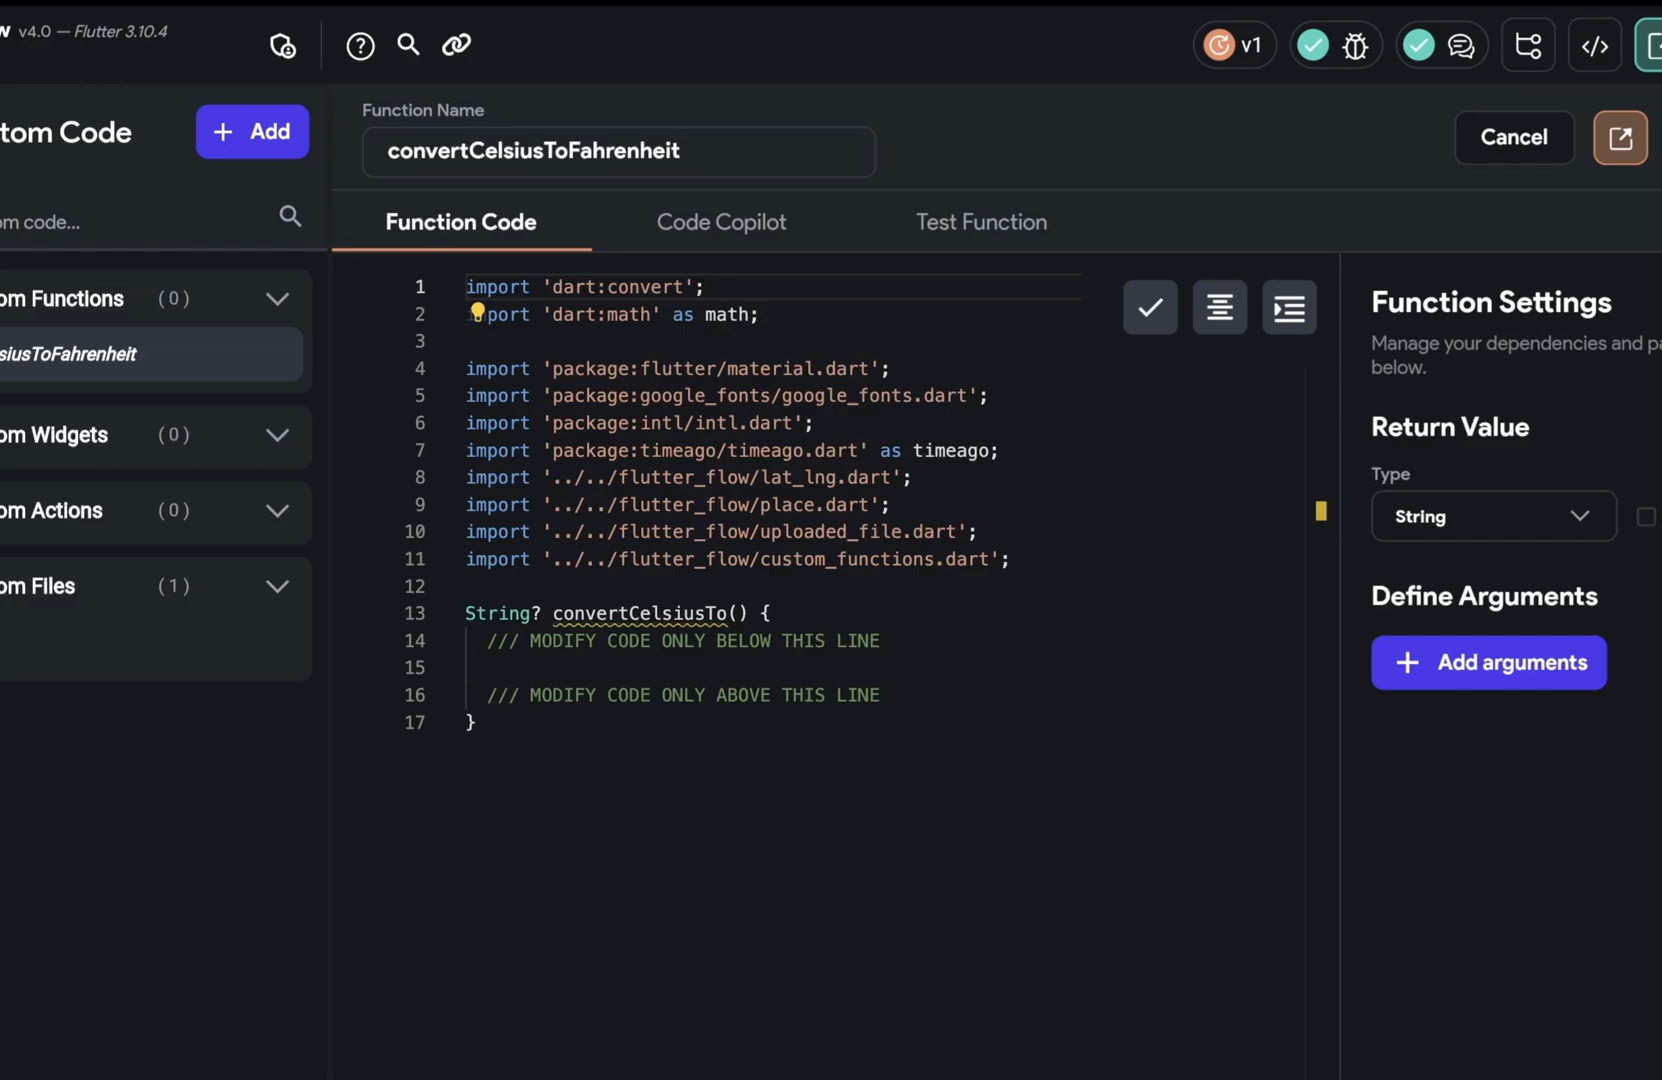 v4.0 — Flutter 3.10.4
v1
tom Code
+ Add
Function Name
convertCelsiusToFahrenheit
Cancel
om code...
Function Code
Code Copilot
Test Function
om Functions (0)
siusToFahrenheit
om Widgets (0)
om Actions (0)
om Files (1)
1 import 'dart:convert';
2 import 'dart:math' as math;
3
4 import 'package:flutter/material.dart';
5 import 'package:google_fonts/google_fonts.dart';
6 import 'package:intl/intl.dart';
7 import 'package:timeago/timeago.dart' as timeago;
8 import '../../flutter_flow/lat_lng.dart';
9 import '../../flutter_flow/place.dart';
10 import '../../flutter_flow/uploaded_file.dart';
11 import '../../flutter_flow/custom_functions.dart';
12
13 String? convertCelsiusTo() {
14 /// MODIFY CODE ONLY BELOW THIS LINE
15
16 /// MODIFY CODE ONLY ABOVE THIS LINE
17 }
Function Settings
Manage your dependencies and pa
below.
Return Value
Type
String
Define Arguments
+ Add arguments